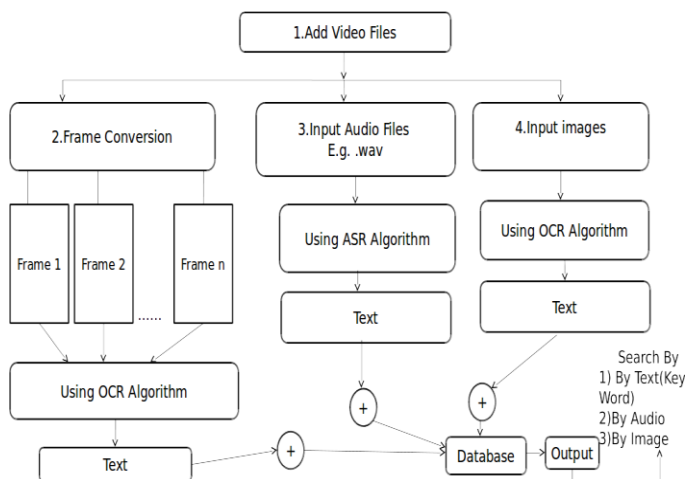 1.Add Video Files
2.Frame Conversion
3.Input Audio Files
E.g. .wav
4.Input images
Frame 1
Frame 2
......
Frame n
Using ASR Algorithm
Using OCR Algorithm
Text
Text
Using OCR Algorithm
Text
+
+
+
Database
Output
Search By
1) By Text(Key
Word)
2)By Audio
3)By Image